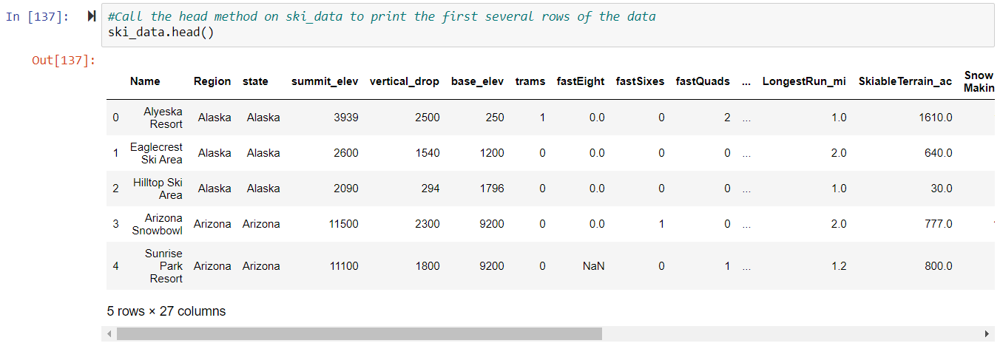 In [137]:
#Call the head method on ski_data to print the first several rows of the data
ski_data.head()
Out[137]:
Name Region state summit_elev vertical_drop base_elev trams fastEight fastSixes fastQuads ... LongestRun_mi SkiableTerrain_ac Snow
Makin
0 Alyeska Resort Alaska Alaska 3939 2500 250 1 0.0 0 2 ... 1.0 1610.0
1 Eaglecrest Ski Area Alaska Alaska 2600 1540 1200 0 0.0 0 0 ... 2.0 640.0
2 Hilltop Ski Area Alaska Alaska 2090 294 1796 0 0.0 0 0 ... 1.0 30.0
3 Arizona Snowbowl Arizona Arizona 11500 2300 9200 0 0.0 1 0 ... 2.0 777.0
4 Sunrise Park Resort Arizona Arizona 11100 1800 9200 0 NaN 0 1 ... 1.2 800.0
5 rows × 27 columns